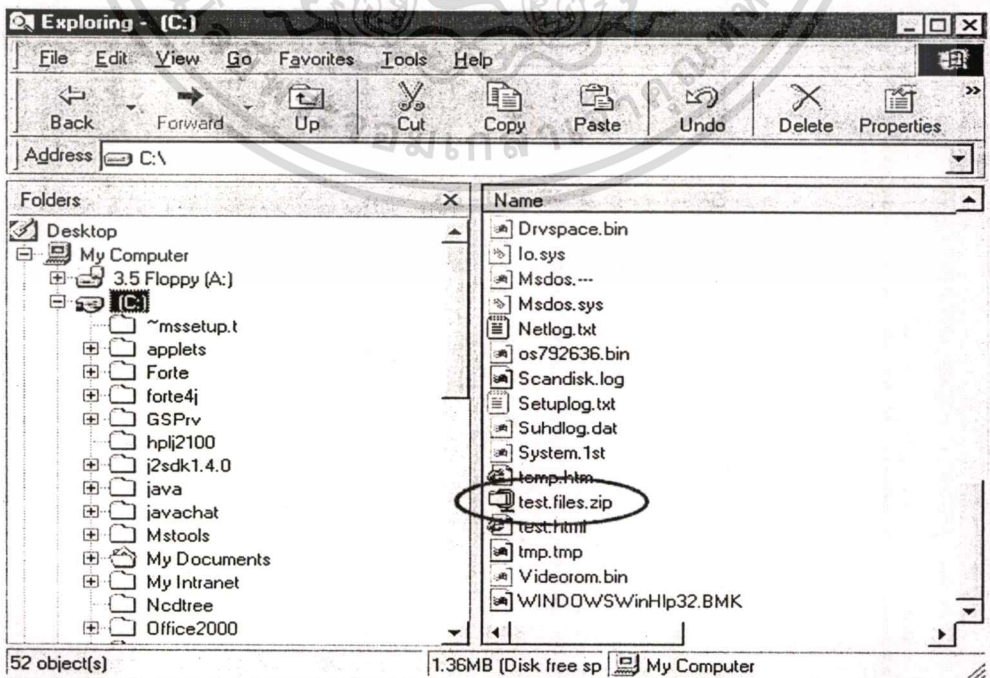 Exploring - (C:)
File Edit View Go Favorites Tools Help
Back Forward Up Cut Copy Paste Undo Delete Properties »
Address C:\
Folders
Desktop
My Computer
3.5 Floppy (A:)
(C:)
~mssetup.t
applets
Forte
forte4j
GSPrv
hplj2100
j2sdk1.4.0
java
javachat
Mstools
My Documents
My Intranet
Ncdtree
Office2000
Name
Drvspace.bin
Io.sys
Msdos.---
Msdos.sys
Netlog.txt
os792636.bin
Scandisk.log
Setuplog.txt
Suhdlog.dat
System.1st
temp.htm
test.files.zip
test.html
tmp.tmp
Videorom.bin
WINDOWSWinHlp32.BMK
52 object(s) 1.36MB (Disk free sp My Computer